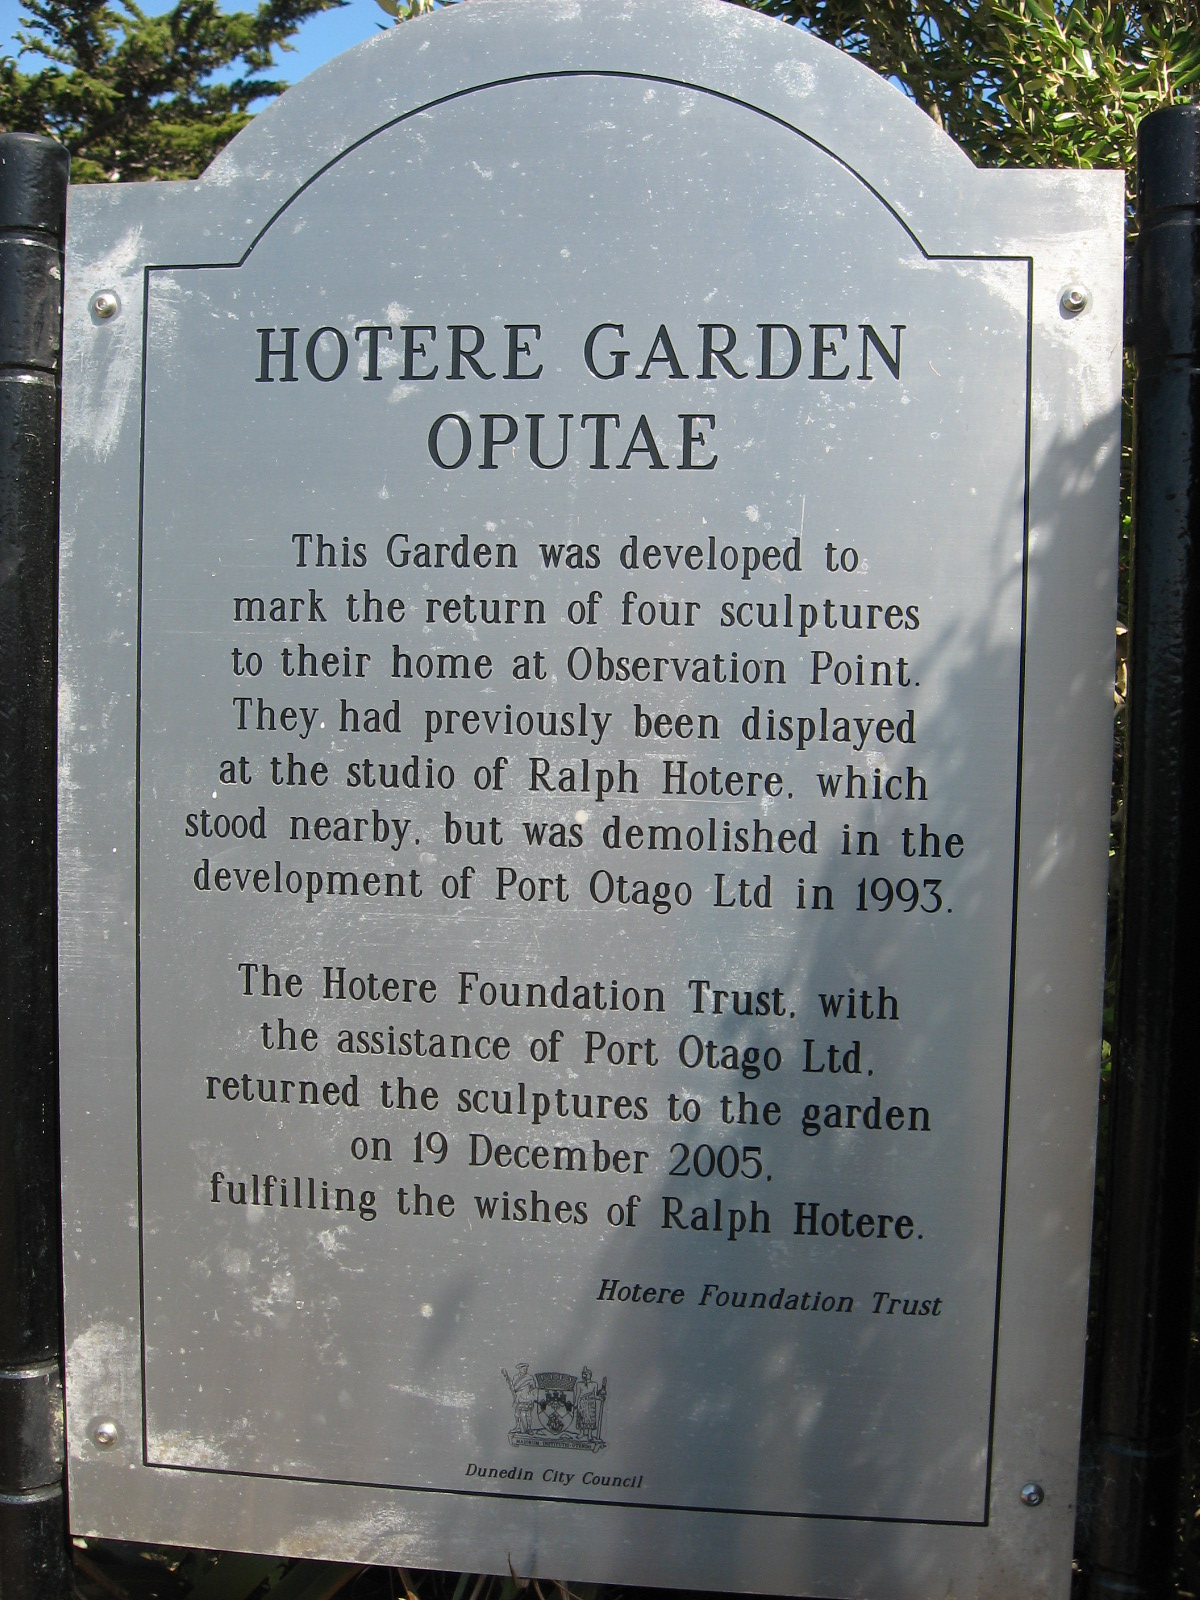 HOTERE GARDEN
OPUTAE
This Garden was developed to
mark the return of four sculptures
to their home at Observation Point.
They had previously been displayed
at the studio of Ralph Hotere, which
stood nearby, but was demolished in the
development of Port Otago Ltd in 1993.
The Hotere Foundation Trust, with
the assistance of Port Otago Ltd,
returned the sculptures to the garden
on 19 December 2005,
fulfilling the wishes of Ralph Hotere.
Hotere Foundation Trust
Dunedin City Council